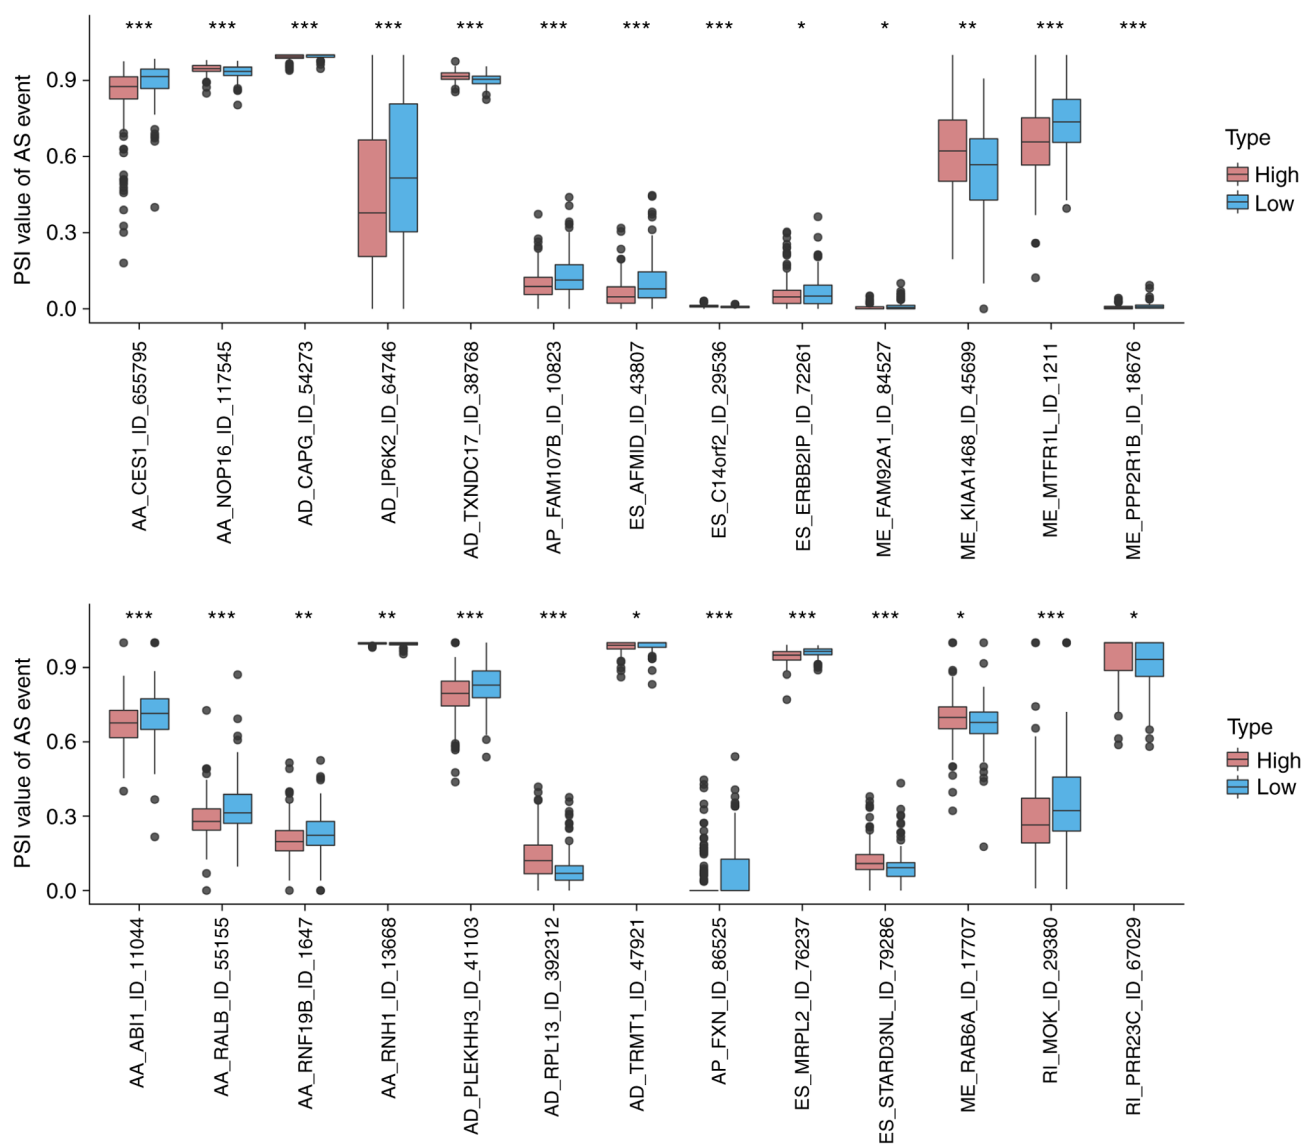 *** *** *** *** *** *** *** *** * * ** *** ***
PSI value of AS event
0.9
0.6
0.3
0.0
Type
High
Low
AA_CES1_ID_655795
AA_NOP16_ID_117545
AD_CAPG_ID_54273
AD_IP6K2_ID_64746
AD_TXNDC17_ID_38768
AP_FAM107B_ID_10823
ES_AFMID_ID_43807
ES_C14orf2_ID_29536
ES_ERBB2IP_ID_72261
ME_FAM92A1_ID_84527
ME_KIAA1468_ID_45699
ME_MTFR1L_ID_1211
ME_PPP2R1B_ID_18676
*** *** ** ** *** *** * *** *** *** * *** *
PSI value of AS event
0.9
0.6
0.3
0.0
Type
High
Low
AA_ABI1_ID_11044
AA_RALB_ID_55155
AA_RNF19B_ID_1647
AA_RNH1_ID_13668
AD_PLEKHH3_ID_41103
AD_RPL13_ID_392312
AD_TRMT1_ID_47921
AP_FXN_ID_86525
ES_MRPL2_ID_76237
ES_STARD3NL_ID_79286
ME_RAB6A_ID_17707
RI_MOK_ID_29380
RI_PRR23C_ID_67029